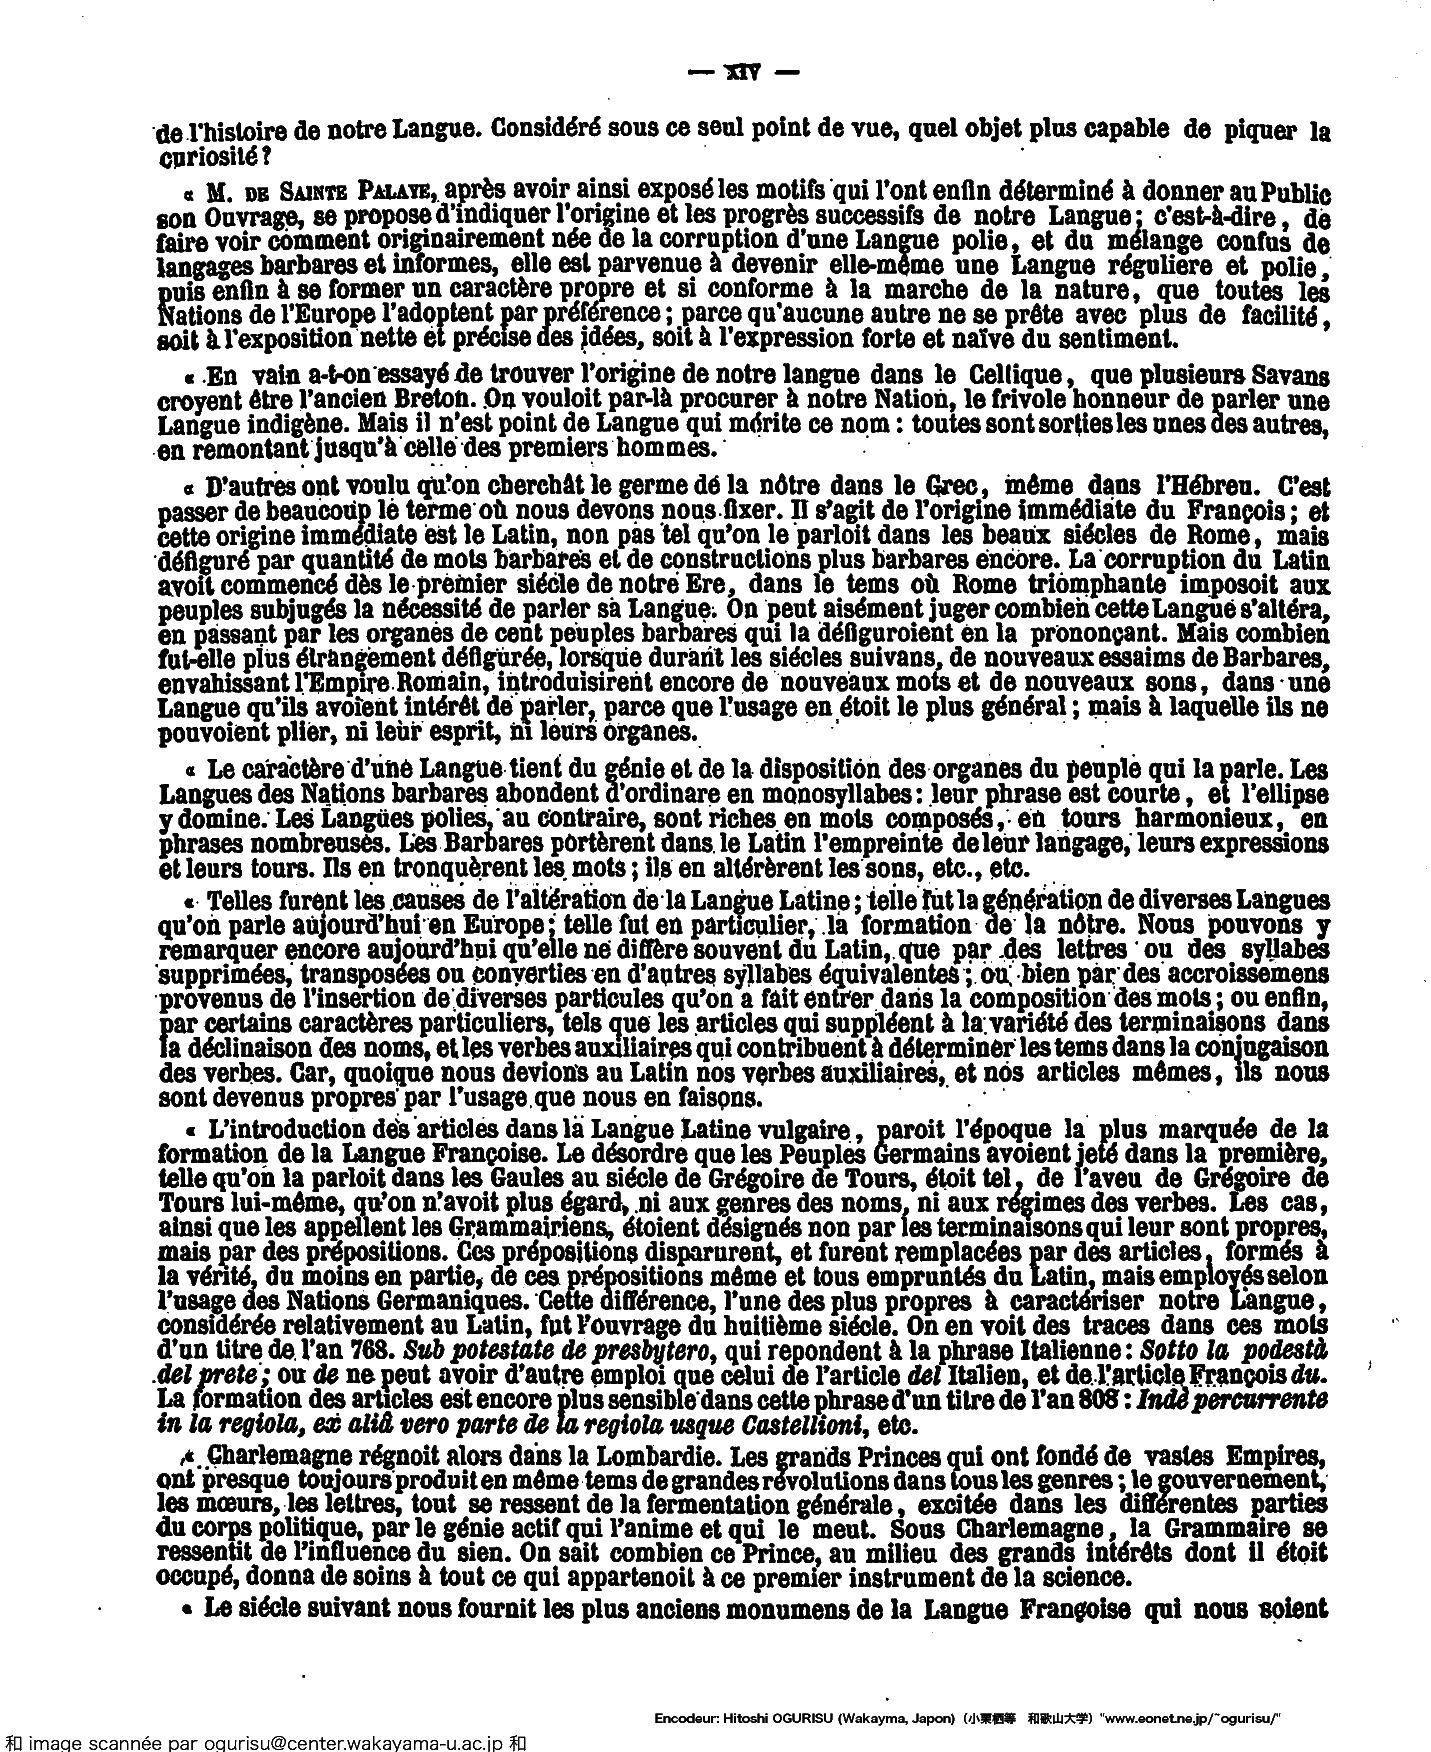 — XIV —
de l'histoire de notre Langue. Considéré sous ce seul point de vue, quel objet plus capable de piquer la
curiosité ?
« M. DE SAINTE PALAYE, après avoir ainsi exposé les motifs qui l'ont enfin déterminé à donner au Public
son Ouvrage, se propose d'indiquer l'origine et les progrès successifs de notre Langue ; c'est-à-dire, de
faire voir comment originairement née de la corruption d'une Langue polie, et du mélange confus de
langages barbares et informes, elle est parvenue à devenir elle-même une Langue réguliere et polie,
puis enfin à se former un caractère propre et si conforme à la marche de la nature, que toutes les
Nations de l'Europe l'adoptent par préférence ; parce qu'aucune autre ne se prête avec plus de facilité,
soit à l'exposition nette et précise des idées, soit à l'expression forte et naïve du sentiment.
« En vain a-t-on essayé de trouver l'origine de notre langue dans le Celtique, que plusieurs Savans
croyent être l'ancien Breton. On vouloit par-là procurer à notre Nation, le frivole honneur de parler une
Langue indigène. Mais il n'est point de Langue qui mérite ce nom : toutes sont sorties les unes des autres,
en remontant jusqu'à celle des premiers hommes.
« D'autres ont voulu qu'on cherchât le germe de la nôtre dans le Grec, même dans l'Hébreu. C'est
passer de beaucoup le terme où nous devons nous fixer. Il s'agit de l'origine immédiate du François ; et
cette origine immédiate est le Latin, non pas tel qu'on le parloit dans les beaux siécles de Rome, mais
défiguré par quantité de mots barbares et de constructions plus barbares encore. La corruption du Latin
avoit commencé dès le premier siécle de notre Ere, dans le tems où Rome triomphante imposoit aux
peuples subjugés la nécessité de parler sa Langue. On peut aisément juger combien cette Langue s'altéra,
en passant par les organes de cent peuples barbares qui la défiguroient en la prononçant. Mais combien
fut-elle plus étrangement défigurée, lorsque durant les siécles suivans, de nouveaux essaims de Barbares,
envahissant l'Empire Romain, introduisirent encore de nouveaux mots et de nouveaux sons, dans une
Langue qu'ils avoient intérêt de parler, parce que l'usage en étoit le plus général ; mais à laquelle ils ne
pouvoient plier, ni leur esprit, ni leurs organes.
« Le caractère d'une Langue tient du génie et de la disposition des organes du peuple qui la parle. Les
Langues des Nations barbares abondent d'ordinare en monosyllabes : leur phrase est courte, et l'ellipse
y domine. Les Langues polies, au contraire, sont riches en mots composés, en tours harmonieux, en
phrases nombreuses. Les Barbares portèrent dans le Latin l'empreinte de leur langage, leurs expressions
et leurs tours. Ils en tronquèrent les mots ; ils en altérèrent les sons, etc., etc.
« Telles furent les causes de l'altération de la Langue Latine ; telle fut la génération de diverses Langues
qu'on parle aujourd'hui en Europe ; telle fut en particulier, la formation de la nôtre. Nous pouvons y
remarquer encore aujourd'hui qu'elle ne diffère souvent du Latin, que par des lettres ou des syllabes
supprimées, transposées ou converties en d'autres syllabes équivalentes ; ou bien par des accroissemens
provenus de l'insertion de diverses particules qu'on a fait entrer dans la composition des mots ; ou enfin,
par certains caractères particuliers, tels que les articles qui suppléent à la variété des terminaisons dans
la déclinaison des noms, et les verbes auxiliaires qui contribuent à déterminer les tems dans la conjugaison
des verbes. Car, quoique nous devions au Latin nos verbes auxiliaires, et nos articles mêmes, ils nous
sont devenus propres par l'usage que nous en faisons.
« L'introduction des articles dans la Langue Latine vulgaire, paroit l'époque la plus marquée de la
formation de la Langue Françoise. Le désordre que les Peuples Germains avoient jeté dans la première,
telle qu'on la parloit dans les Gaules au siécle de Grégoire de Tours, étoit tel, de l'aveu de Grégoire de
Tours lui-même, qu'on n'avoit plus égard, ni aux genres des noms, ni aux régimes des verbes. Les cas,
ainsi que les appellent les Grammairiens, étoient désignés non par les terminaisons qui leur sont propres,
mais par des prépositions. Ces prépositions disparurent, et furent remplacées par des articles, formés à
la vérité, du moins en partie, de ces prépositions même et tous empruntés du Latin, mais employés selon
l'usage des Nations Germaniques. Cette différence, l'une des plus propres à caractériser notre Langue,
considérée relativement au Latin, fut l'ouvrage du huitième siécle. On en voit des traces dans ces mots
d'un titre de l'an 768. Sub potestate de presbytero, qui repondent à la phrase Italienne : Sotto la podestà
del prete ; ou de ne peut avoir d'autre emploi que celui de l'article del Italien, et de l'article François du.
La formation des articles est encore plus sensible dans cette phrase d'un titre de l'an 808 : Indè percurrente
in la regiola, ex aliâ vero parte de la regiola usque Castellioni, etc.
« Charlemagne régnoit alors dans la Lombardie. Les grands Princes qui ont fondé de vastes Empires,
ont presque toujours produit en même tems de grandes révolutions dans tous les genres ; le gouvernement,
les mœurs, les lettres, tout se ressent de la fermentation générale, excitée dans les différentes parties
du corps politique, par le génie actif qui l'anime et qui le meut. Sous Charlemagne, la Grammaire se
ressentit de l'influence du sien. On sait combien ce Prince, au milieu des grands intérêts dont il étoit
occupé, donna de soins à tout ce qui appartenoit à ce premier instrument de la science.
« Le siécle suivant nous fournit les plus anciens monumens de la Langue Françoise qui nous soient
Encodeur: Hitoshi OGURISU (Wakayma, Japon) (小栗栖等 和歌山大学) "www.eonet.ne.jp/~ogurisu/"
和 image scannée par ogurisu@center.wakayama-u.ac.jp 和